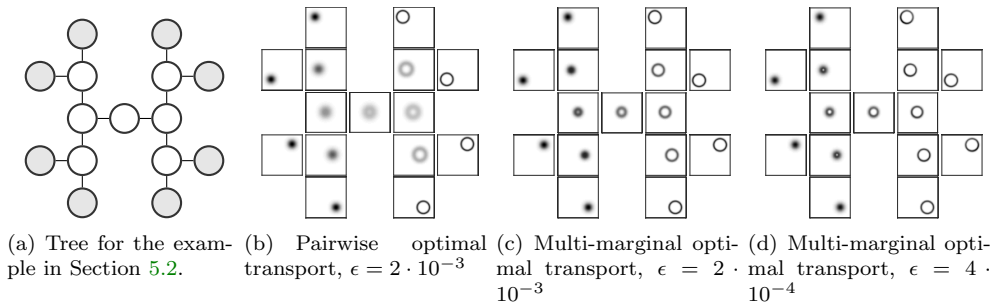 (a) Tree for the exam-
ple in Section 5.2.
(b) Pairwise optimal
transport, ϵ = 2 · 10⁻³
(c) Multi-marginal opti-
mal transport, ϵ = 2 ·
10⁻³
(d) Multi-marginal opti-
mal transport, ϵ = 4 ·
10⁻⁴